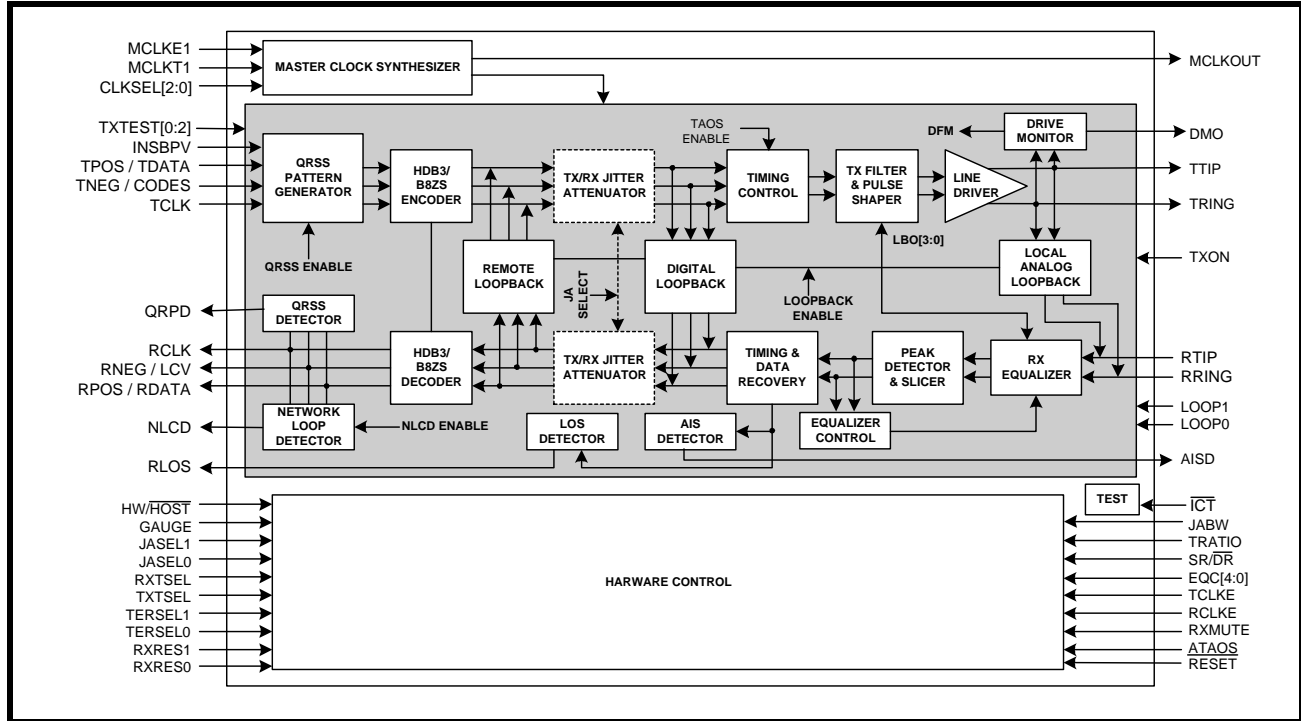 MCLKE1
MCLKT1
CLKSEL[2:0]
MASTER CLOCK SYNTHESIZER
MCLKOUT
TXTEST[0:2]
INSBPV
TPOS / TDATA
TNEG / CODES
TCLK
QRSS
PATTERN
GENERATOR
HDB3/
B8ZS
ENCODER
TX/RX JITTER
ATTENUATOR
TAOS
ENABLE
TIMING
CONTROL
TX FILTER
& PULSE
SHAPER
LINE
DRIVER
DFM
DRIVE
MONITOR
DMO
TTIP
TRING
QRSS ENABLE
REMOTE
LOOPBACK
JA
SELECT
DIGITAL
LOOPBACK
LBO[3:0]
LOOPBACK
ENABLE
LOCAL
ANALOG
LOOPBACK
TXON
QRPD
RCLK
RNEG / LCV
RPOS / RDATA
NLCD
RLOS
QRSS
DETECTOR
HDB3/
B8ZS
DECODER
TX/RX JITTER
ATTENUATOR
TIMING &
DATA
RECOVERY
PEAK
DETECTOR
& SLICER
RX
EQUALIZER
RTIP
RRING
NETWORK
LOOP
DETECTOR
NLCD ENABLE
LOS
DETECTOR
AIS
DETECTOR
EQUALIZER
CONTROL
LOOP1
LOOP0
AISD
HW/HOST
GAUGE
JASEL1
JASEL0
RXTSEL
TXTSEL
TERSEL1
TERSEL0
RXRES1
RXRES0
HARWARE CONTROL
TEST
ICT
JABW
TRATIO
SR/DR
EQC[4:0]
TCLKE
RCLKE
RXMUTE
ATAOS
RESET